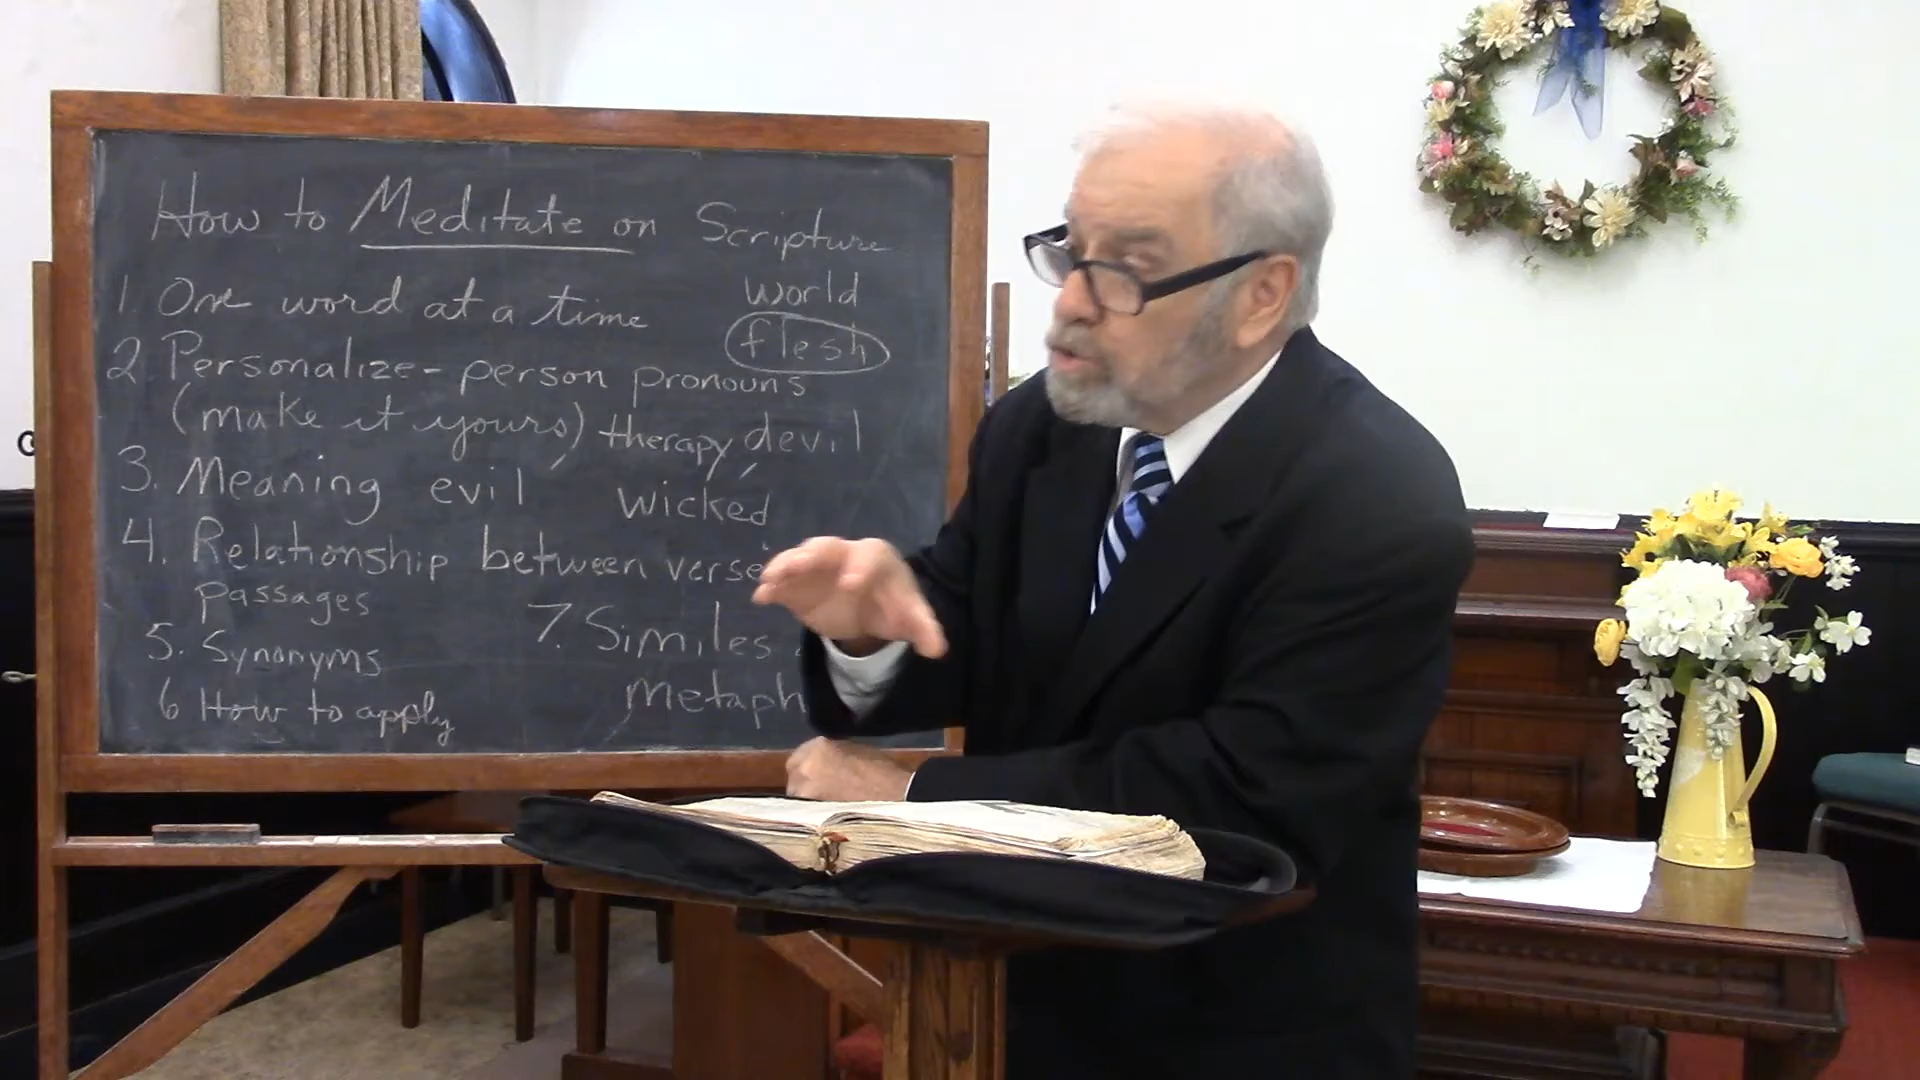 How to Meditate on Scripture
1. One word at a time
world
flesh
2 Personalize - person pronouns
(make it yours) therapy devil
3. Meaning evil wicked
4. Relationship between verse
passages
5. Synonyms
6 How to apply
7. Similes
metaph